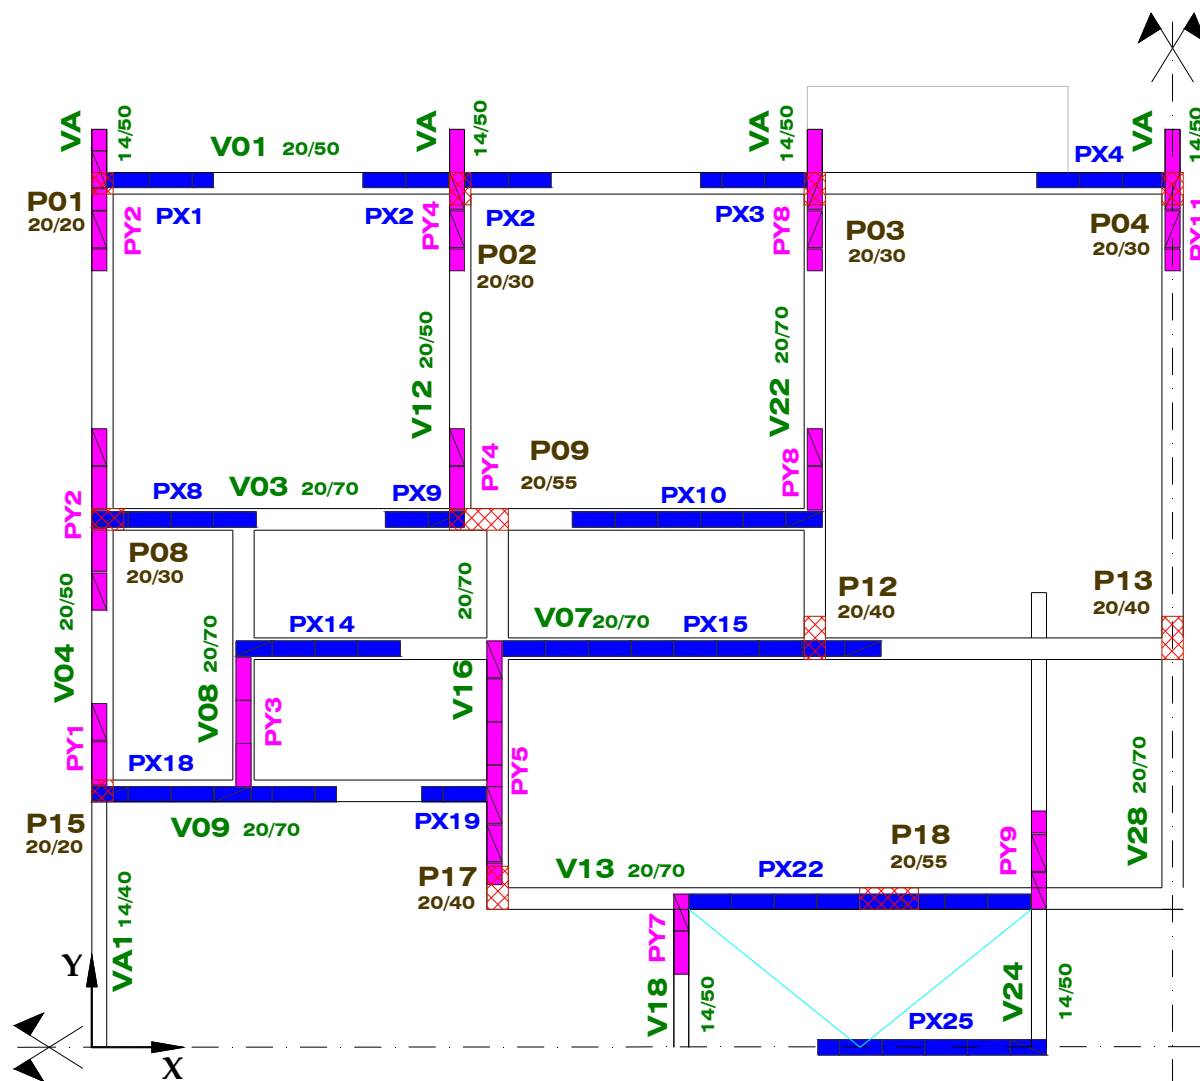 VA
14/50
V01 20/50
VA
14/50
VA
14/50
PX4
VA
14/50
P01
20/20
PY2
PX1
PX2
PY4
PX2
PX3
PY8
P03
20/30
P04
20/30
PX11
P02
20/30
V12 20/50
V22 20/70
P09
20/55
PY4
PY8
PY2
PX8
V03 20/70
PX9
PX10
P08
20/30
V04 20/50
V08 20/70
PX14
20/70
V07 20/70
PX15
P12
20/40
P13
20/40
V16
PY3
PY1
PX18
PY5
P15
20/20
V09 20/70
PX19
P18
20/55
PY9
V28 20/70
P17
20/40
V13 20/70
PX22
VA1 14/40
PY7
V18 14/50
V24 14/50
PX25
Y
X